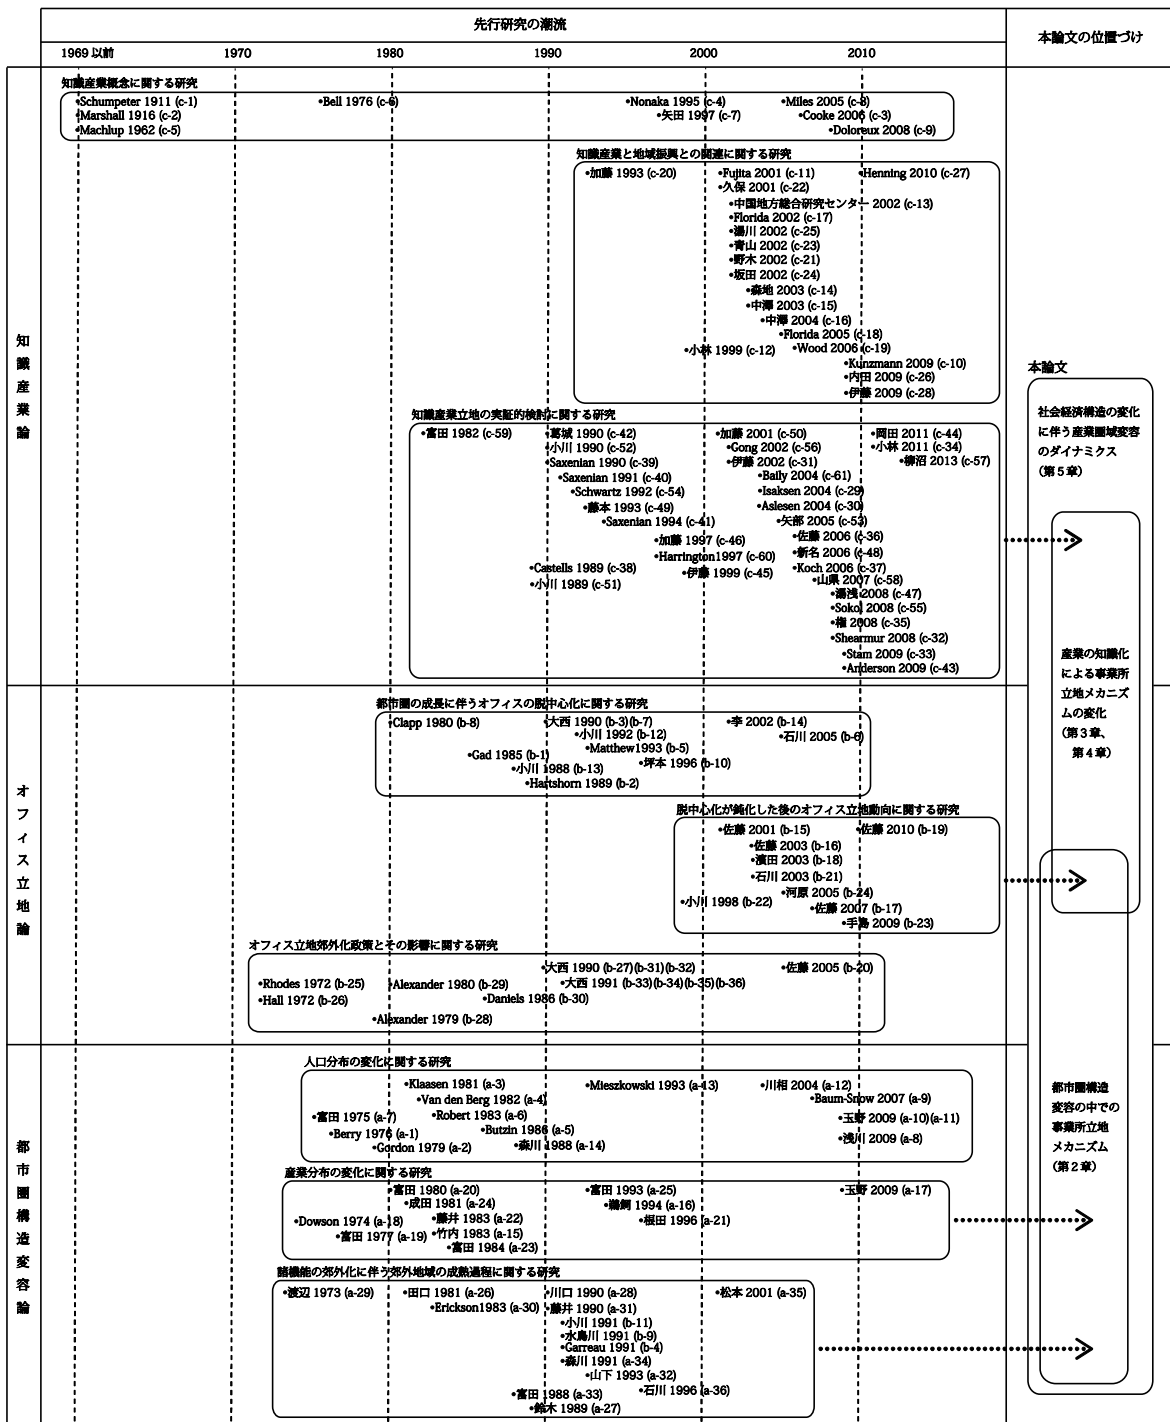 先行研究の潮流
本論文の位置づけ
1969 以前
1970
1980
1990
2000
2010
知識産業論
知識産業概念に関する研究
•Schumpeter 1911 (c-1)
•Marshall 1916 (c-2)
•Machlup 1962 (c-5)
•Bell 1976 (c-6)
•Nonaka 1995 (c-4)
•矢田 1997 (c-7)
•Miles 2005 (c-8)
•Cooke 2006 (c-3)
•Doloreux 2008 (c-9)
知識産業と地域振興との関連に関する研究
•加藤 1993 (c-20)
•Fujita 2001 (c-11)
•Henning 2010 (c-27)
•久保 2001 (c-22)
•中国地方総合研究センター 2002 (c-13)
•Florida 2002 (c-17)
•湯川 2002 (c-25)
•青山 2002 (c-23)
•野木 2002 (c-21)
•坂田 2002 (c-24)
•森地 2003 (c-14)
•中澤 2003 (c-15)
•中澤 2004 (c-16)
•Florida 2005 (c-18)
•小林 1999 (c-12)
•Wood 2006 (c-19)
•Kunzmann 2009 (c-10)
•内田 2009 (c-26)
•伊藤 2009 (c-28)
知識産業立地の実証的検討に関する研究
•富田 1982 (c-59)
•葛城 1990 (c-42)
•小川 1990 (c-52)
•Saxenian 1990 (c-39)
•Saxenian 1991 (c-40)
•Schwartz 1992 (c-54)
•藤本 1993 (c-49)
•Saxenian 1994 (c-41)
•加藤 1997 (c-46)
•Harrington1997 (c-60)
•Castells 1989 (c-38)
•伊藤 1999 (c-45)
•小川 1989 (c-51)
•加藤 2001 (c-50)
•Gong 2002 (c-56)
•伊藤 2002 (c-31)
•Baily 2004 (c-61)
•Isaksen 2004 (c-29)
•Aslesen 2004 (c-30)
•矢部 2005 (c-53)
•佐藤 2006 (c-36)
•新名 2006 (c-48)
•Koch 2006 (c-37)
•山県 2007 (c-58)
•湯浅 2008 (c-47)
•Sokol 2008 (c-55)
•権 2008 (c-35)
•Shearmur 2008 (c-32)
•Stam 2009 (c-33)
•Anderson 2009 (c-43)
•岡田 2011 (c-44)
•小林 2011 (c-34)
•柳沼 2013 (c-57)
オフィス立地論
都市圏の成長に伴うオフィスの脱中心化に関する研究
•Clapp 1980 (b-8)
•大西 1990 (b-3)(b-7)
•李 2002 (b-14)
•小川 1992 (b-12)
•石川 2005 (b-6)
•Matthew1993 (b-5)
•Gad 1985 (b-1)
•坪本 1996 (b-10)
•小川 1988 (b-13)
•Hartshorn 1989 (b-2)
脱中心化が鈍化した後のオフィス立地動向に関する研究
•佐藤 2001 (b-15)
•佐藤 2010 (b-19)
•佐藤 2003 (b-16)
•濱田 2003 (b-18)
•石川 2003 (b-21)
•河原 2005 (b-24)
•小川 1998 (b-22)
•佐藤 2007 (b-17)
•手島 2009 (b-23)
オフィス立地郊外化政策とその影響に関する研究
•大西 1990 (b-27)(b-31)(b-32)
•佐藤 2005 (b-20)
•Rhodes 1972 (b-25)
•Alexander 1980 (b-29)
•大西 1991 (b-33)(b-34)(b-35)(b-36)
•Hall 1972 (b-26)
•Daniels 1986 (b-30)
•Alexander 1979 (b-28)
都市圏構造変容論
人口分布の変化に関する研究
•Klaasen 1981 (a-3)
•Mieszkowski 1993 (a-13)
•川相 2004 (a-12)
•Van den Berg 1982 (a-4)
•Baum-Snow 2007 (a-9)
•富田 1975 (a-7)
•Robert 1983 (a-6)
•玉野 2009 (a-10)(a-11)
•Berry 1976 (a-1)
•Butzin 1986 (a-5)
•浅川 2009 (a-8)
•Gordon 1979 (a-2)
•森川 1988 (a-14)
産業分布の変化に関する研究
•富田 1980 (a-20)
•富田 1993 (a-25)
•玉野 2009 (a-17)
•成田 1981 (a-24)
•鵜飼 1994 (a-16)
•Dowson 1974 (a-18)
•藤井 1983 (a-22)
•根田 1996 (a-21)
•富田 1977 (a-19)
•竹内 1983 (a-15)
•富田 1984 (a-23)
諸機能の郊外化に伴う郊外地域の成熟過程に関する研究
•渡辺 1973 (a-29)
•田口 1981 (a-26)
•川口 1990 (a-28)
•松本 2001 (a-35)
•Erickson1983 (a-30)
•藤井 1990 (a-31)
•小川 1991 (b-11)
•水鳥川 1991 (b-9)
•Garreau 1991 (b-4)
•森川 1991 (a-34)
•山下 1993 (a-32)
•富田 1988 (a-33)
•石川 1996 (a-36)
•鈴木 1989 (a-27)
本論文
社会経済構造の変化
に伴う産業圏域変容
のダイナミクス
(第5章)
産業の知識化
による事業所
立地メカニズ
ムの変化
(第3章、
第4章)
都市圏構造
変容の中での
事業所立地
メカニズム
(第2章)